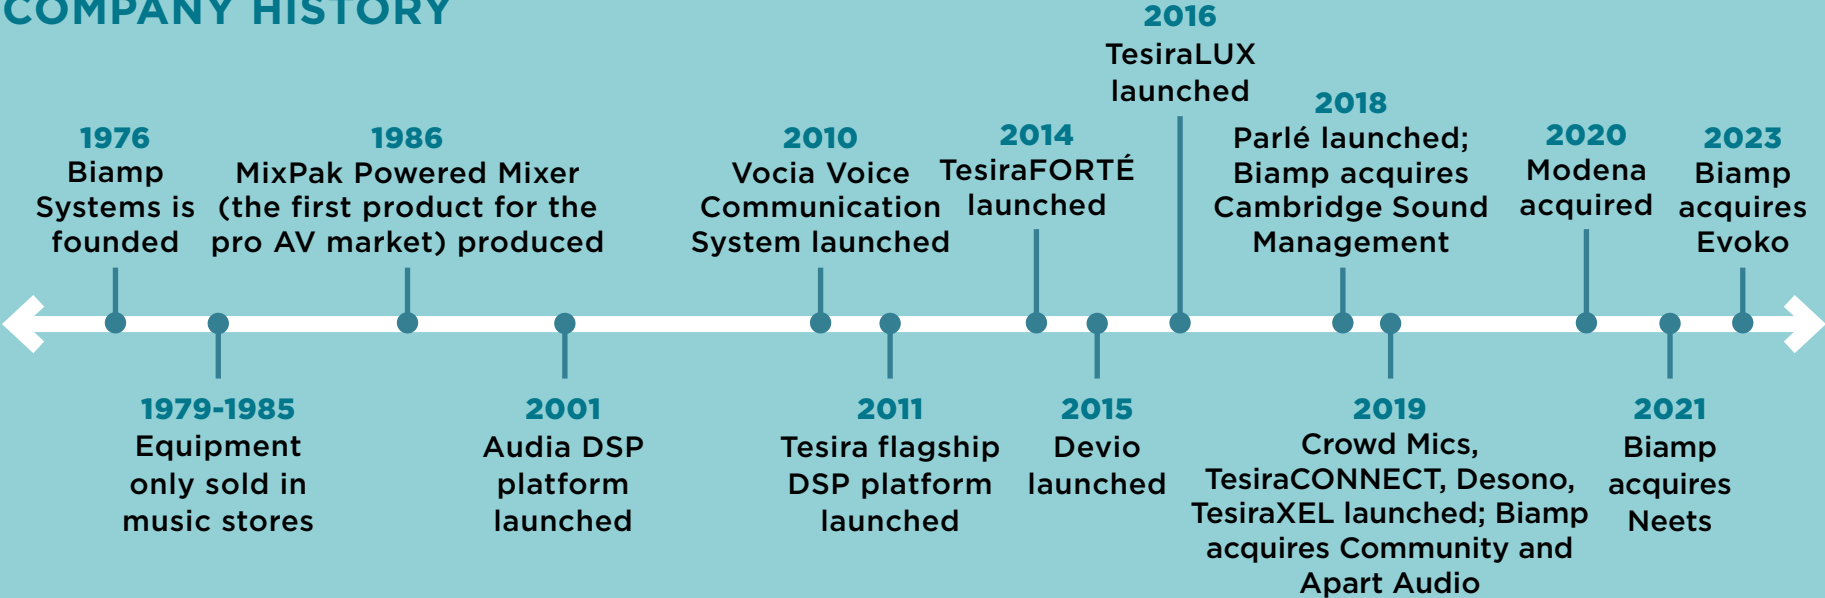 COMPANY HISTORY
1976
Biamp
Systems is
founded
1979-1985
Equipment
only sold in
music stores
1986
MixPak Powered Mixer
(the first product for the
pro AV market) produced
2001
Audia DSP
platform
launched
2010
Vocia Voice
Communication
System launched
2011
Tesira flagship
DSP platform
launched
2014
TesiraFORTÉ
launched
2015
Devio
launched
2016
TesiraLUX
launched
2018
Parlé launched;
Biamp acquires
Cambridge Sound
Management
2019
Crowd Mics,
TesiraCONNECT, Desono,
TesiraXEL launched; Biamp
acquires Community and
Apart Audio
2020
Modena
acquired
2021
Biamp
acquires
Neets
2023
Biamp
acquires
Evoko